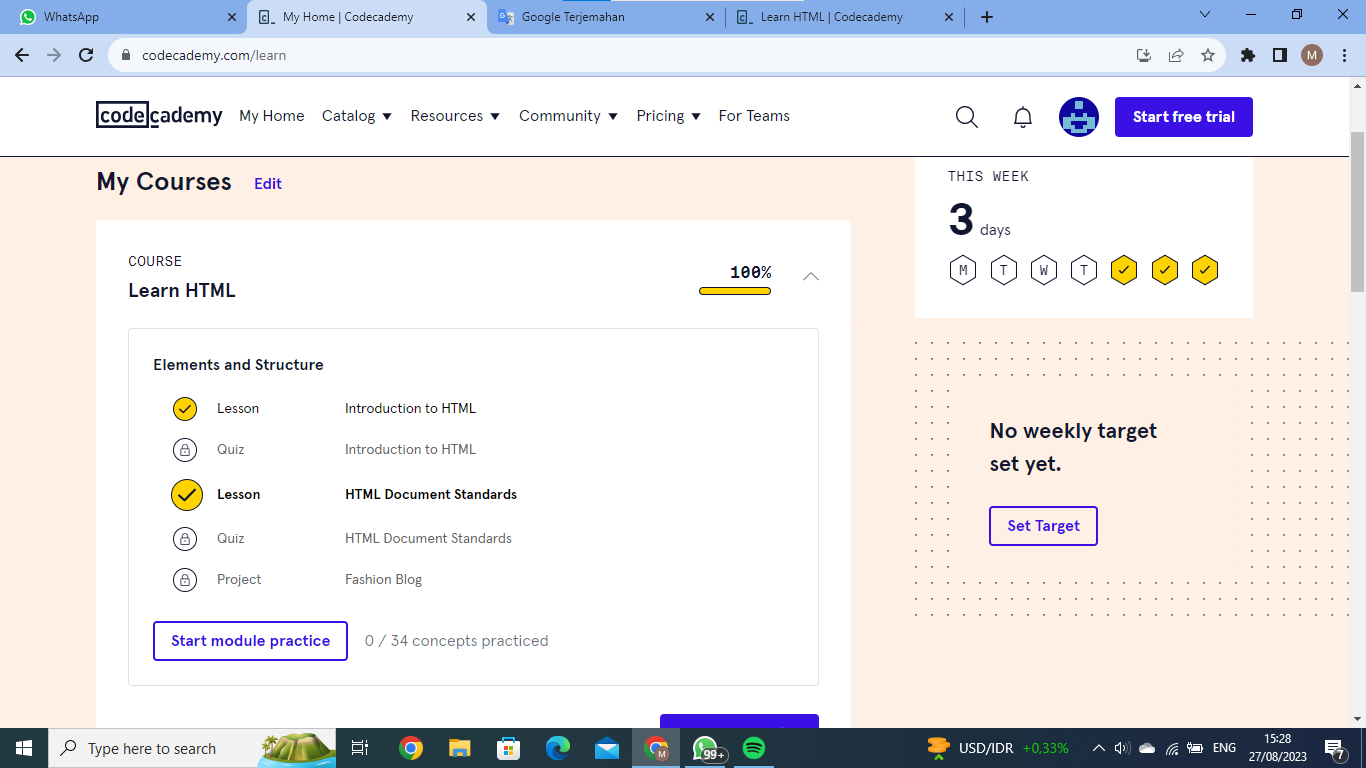 WhatsApp
My Home | Codecademy
Google Terjemahan
Learn HTML | Codecademy
codecademy.com/learn
M
codecademy
My Home
Catalog
Resources
Community
Pricing
For Teams
Start free trial
My Courses
Edit
COURSE
Learn HTML
100%
Elements and Structure
Lesson Introduction to HTML
Quiz Introduction to HTML
Lesson HTML Document Standards
Quiz HTML Document Standards
Project Fashion Blog
Start module practice
0 / 34 concepts practiced
THIS WEEK
3 days
M T W T
No weekly target
set yet.
Set Target
Type here to search
M
99+
USD/IDR +0,33%
ENG
15:28
27/08/2023
7